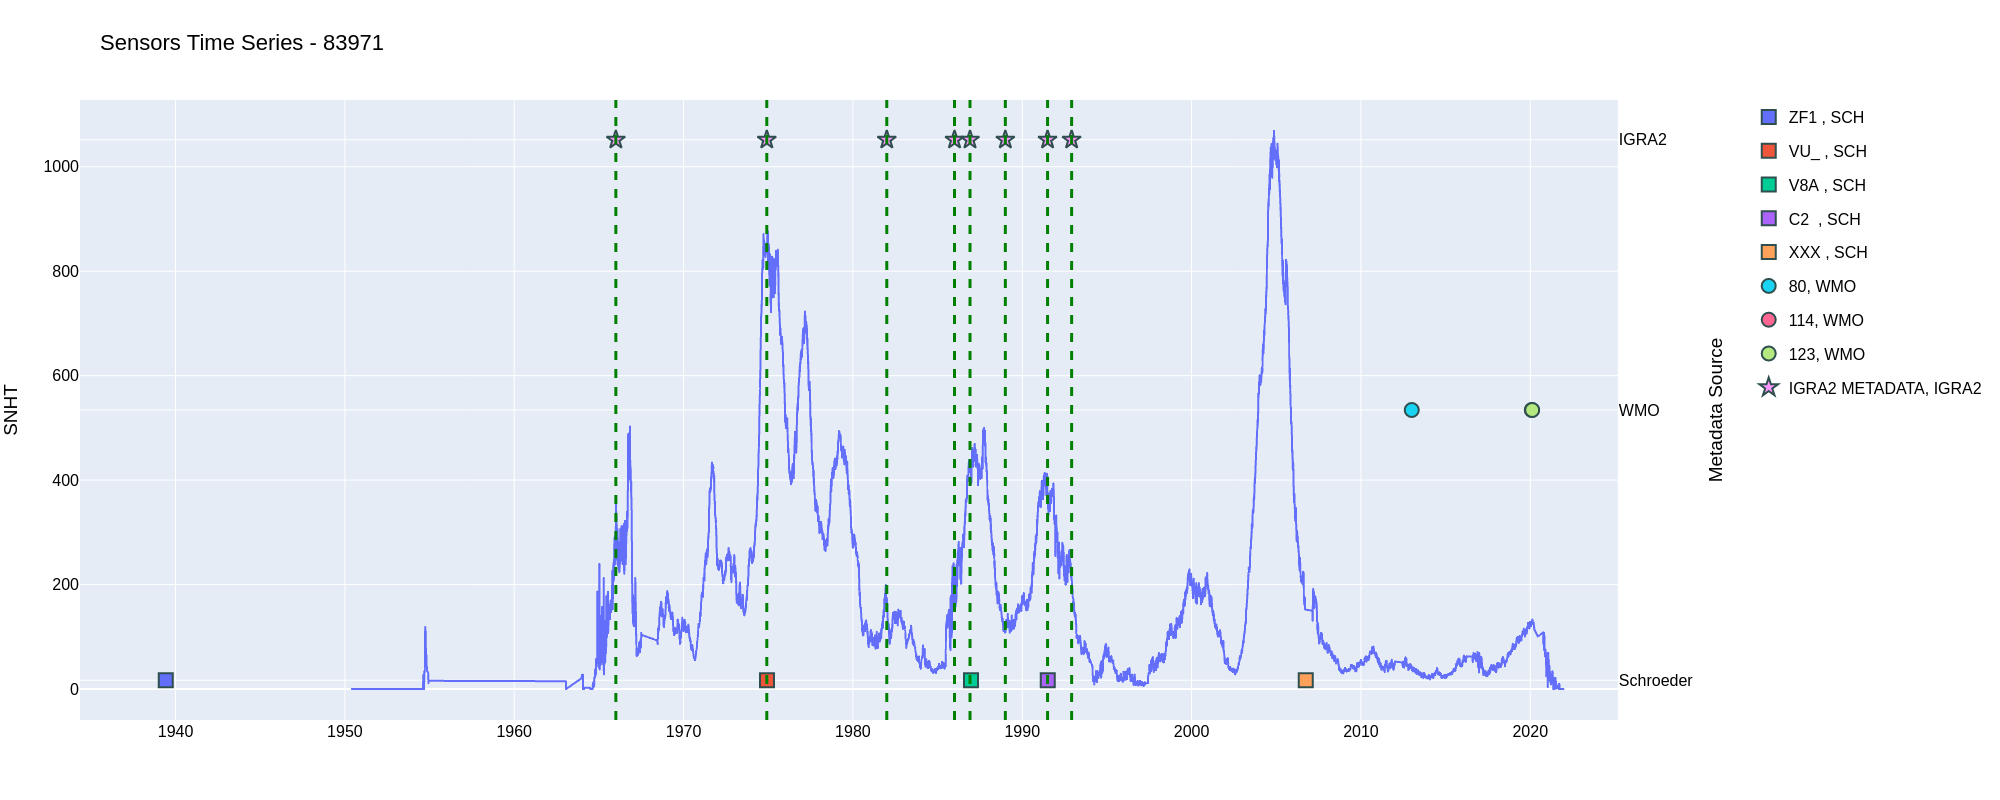 Sensors Time Series - 83971
SNHT
1000
800
600
400
200
0
1940
1950
1960
1970
1980
1990
2000
2010
2020
IGRA2
WMO
Schroeder
Metadata Source
ZF1 , SCH
VU_ , SCH
V8A , SCH
C2  , SCH
XXX , SCH
80, WMO
114, WMO
123, WMO
IGRA2 METADATA, IGRA2